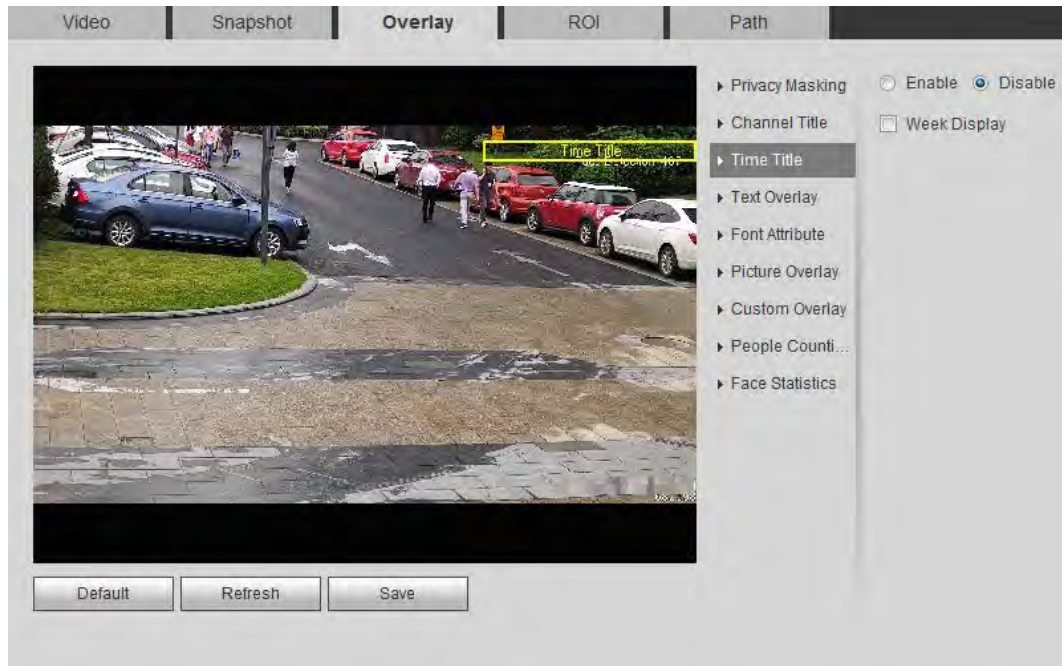 Video Snapshot Overlay ROI Path
Privacy Masking
Channel Title
Time Title
Text Overlay
Font Attribute
Picture Overlay
Custom Overlay
People Counti...
Face Statistics
Enable Disable
Week Display
Time Title
Default Refresh Save